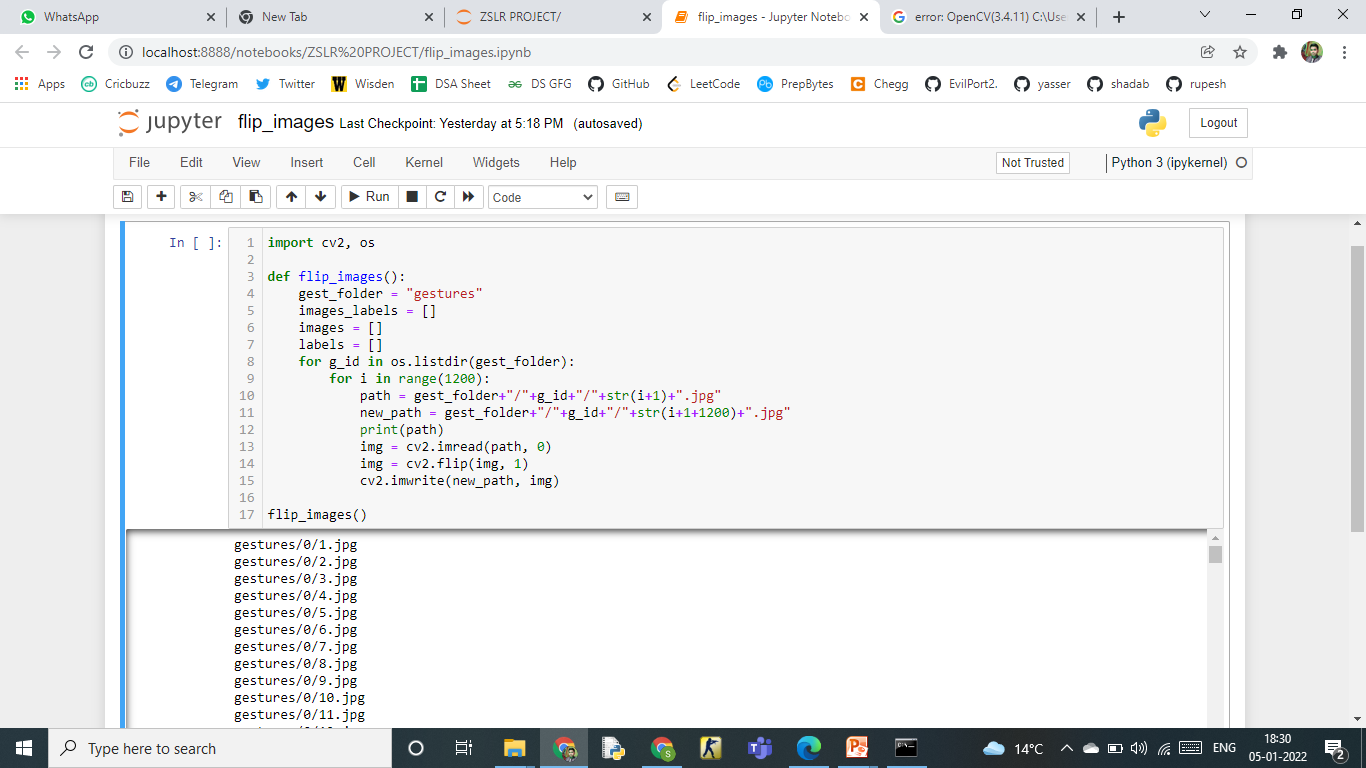 WhatsApp
New Tab
ZSLR PROJECT/
flip_images - Jupyter Notebo
error: OpenCV(3.4.11) C:\Use
localhost:8888/notebooks/ZSLR%20PROJECT/flip_images.ipynb
Apps Cricbuzz Telegram Twitter Wisden DSA Sheet DS GFG GitHub LeetCode PrepBytes Chegg EvilPort2. yasser shadab rupesh
jupyter flip_images Last Checkpoint: Yesterday at 5:18 PM (autosaved) Logout
File Edit View Insert Cell Kernel Widgets Help Not Trusted Python 3 (ipykernel)
Run Code
In [ ]: 1 import cv2, os
2
3 def flip_images():
4     gest_folder = "gestures"
5     images_labels = []
6     images = []
7     labels = []
8     for g_id in os.listdir(gest_folder):
9         for i in range(1200):
10             path = gest_folder+"/"+g_id+"/"+str(i+1)+".jpg"
11             new_path = gest_folder+"/"+g_id+"/"+str(i+1+1200)+".jpg"
12             print(path)
13             img = cv2.imread(path, 0)
14             img = cv2.flip(img, 1)
15             cv2.imwrite(new_path, img)
16
17 flip_images()
gestures/0/1.jpg
gestures/0/2.jpg
gestures/0/3.jpg
gestures/0/4.jpg
gestures/0/5.jpg
gestures/0/6.jpg
gestures/0/7.jpg
gestures/0/8.jpg
gestures/0/9.jpg
gestures/0/10.jpg
gestures/0/11.jpg
Type here to search
14°C ENG 18:30
05-01-2022 2